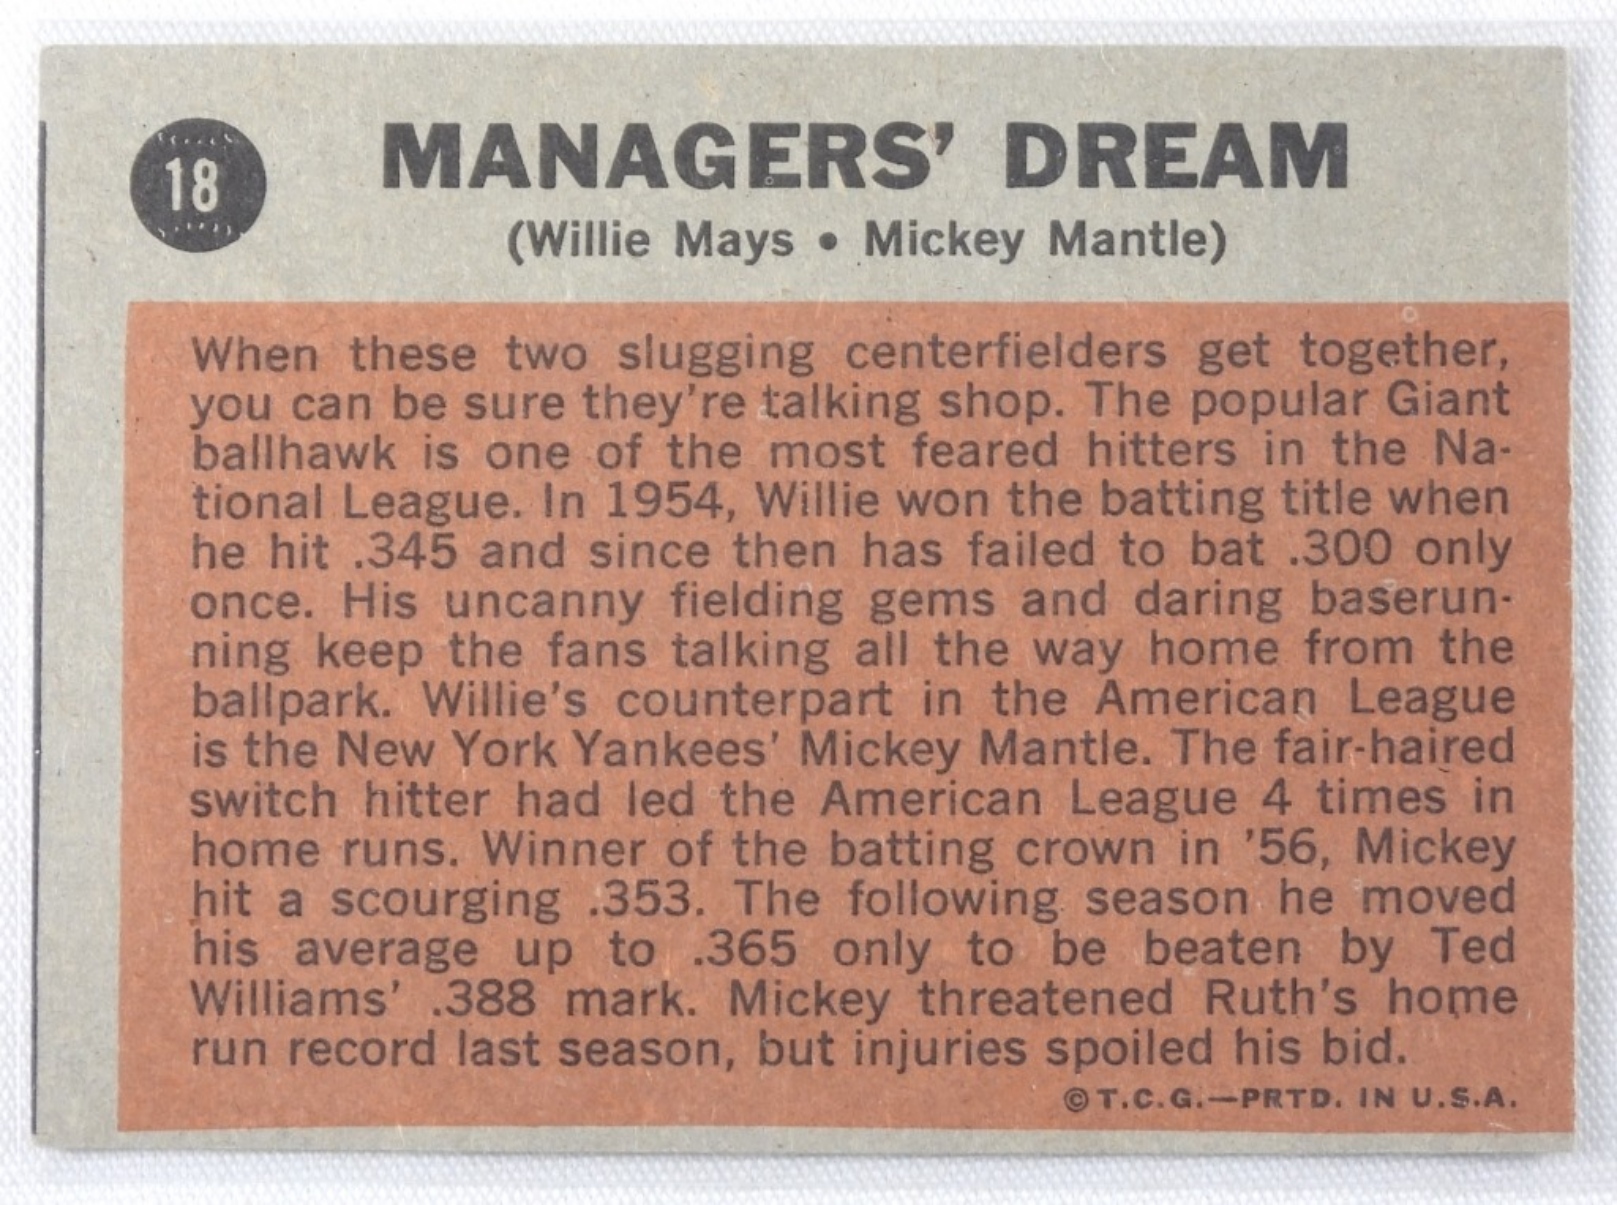 18
MANAGERS' DREAM
(Willie Mays • Mickey Mantle)
When these two slugging centerfielders get together,
you can be sure they're talking shop. The popular Giant
ballhawk is one of the most feared hitters in the Na-
tional League. In 1954, Willie won the batting title when
he hit .345 and since then has failed to bat .300 only
once. His uncanny fielding gems and daring baserun-
ning keep the fans talking all the way home from the
ballpark. Willie's counterpart in the American League
is the New York Yankees' Mickey Mantle. The fair-haired
switch hitter had led the American League 4 times in
home runs. Winner of the batting crown in '56, Mickey
hit a scourging .353. The following season he moved
his average up to .365 only to be beaten by Ted
Williams' .388 mark. Mickey threatened Ruth's home
run record last season, but injuries spoiled his bid.
©T.C.G.—PRTD. IN U.S.A.